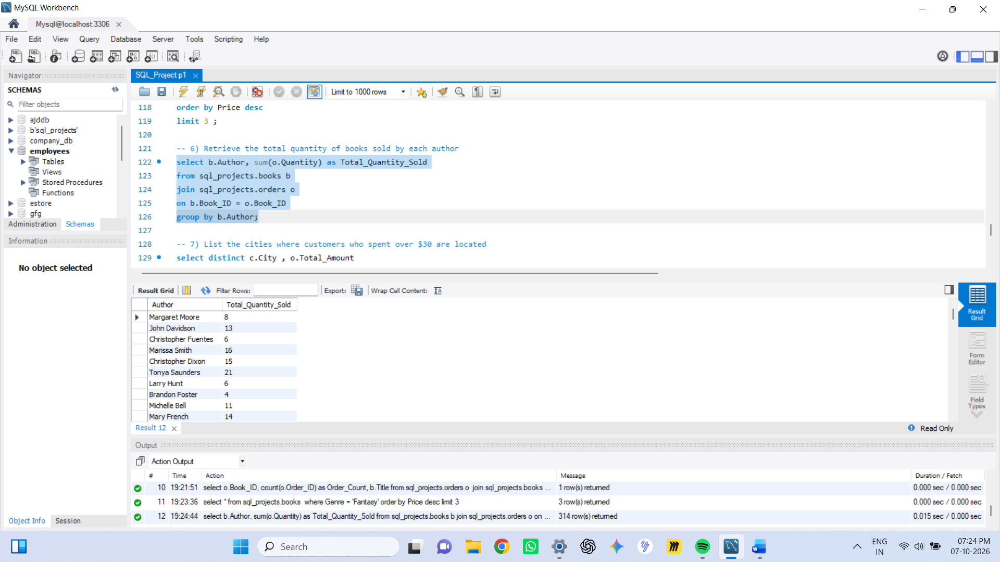 MySQL Workbench
Mysql@localhost:3306
File Edit View Query Database Server Tools Scripting Help
Navigator
SCHEMAS
Filter objects
ajddb
b'sql_projects'
company_db
employees
Tables
Views
Stored Procedures
Functions
estore
gfg
Administration Schemas
Information
No object selected
Object Info Session
SQL_Project p1
Limit to 1000 rows
118 order by Price desc
119 limit 3 ;
120
121 -- 6) Retrieve the total quantity of books sold by each author
122 select b.Author, sum(o.Quantity) as Total_Quantity_Sold
123 from sql_projects.books b
124 join sql_projects.orders o
125 on b.Book_ID = o.Book_ID
126 group by b.Author;
127
128 -- 7) List the cities where customers who spent over $30 are located
129 select distinct c.City , o.Total_Amount
Result Grid Filter Rows: Export: Wrap Cell Content:
Author Total_Quantity_Sold
Margaret Moore 8
John Davidson 13
Christopher Fuentes 6
Marissa Smith 16
Christopher Dixon 15
Tonya Saunders 21
Larry Hunt 6
Brandon Foster 4
Michelle Bell 11
Mary French 14
Result Grid
Form Editor
Field Types
Result 12
Read Only
Output
Action Output
# Time Action Message Duration / Fetch
10 19:21:51 select o.Book_ID, count(o.Order_ID) as Order_Count, b.Title from sql_projects.orders o join sql_projects.books ... 1 row(s) returned 0.000 sec / 0.000 sec
11 19:23:36 select * from sql_projects.books where Genre = 'Fantasy' order by Price desc limit 3 3 row(s) returned 0.000 sec / 0.000 sec
12 19:24:44 select b.Author, sum(o.Quantity) as Total_Quantity_Sold from sql_projects.books b join sql_projects.orders o on ... 314 row(s) returned 0.015 sec / 0.000 sec
Search
ENG
IN
07:24 PM
07-10-2026